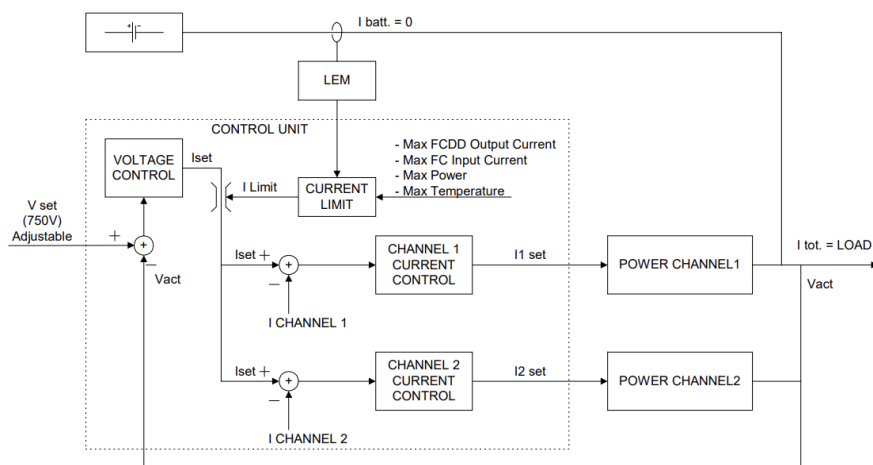 I batt. = 0
+ -
LEM
CONTROL UNIT
- Max FCDD Output Current
- Max FC Input Current
- Max Power
- Max Temperature
VOLTAGE
CONTROL
Iset
I Limit
CURRENT
LIMIT
V set
(750V)
Adjustable
+
+
-
Vact
Iset +
+
-
I CHANNEL 1
CHANNEL 1
CURRENT
CONTROL
I1 set
POWER CHANNEL1
I tot. = LOAD
Vact
Iset +
+
-
I CHANNEL 2
CHANNEL 2
CURRENT
CONTROL
I2 set
POWER CHANNEL2